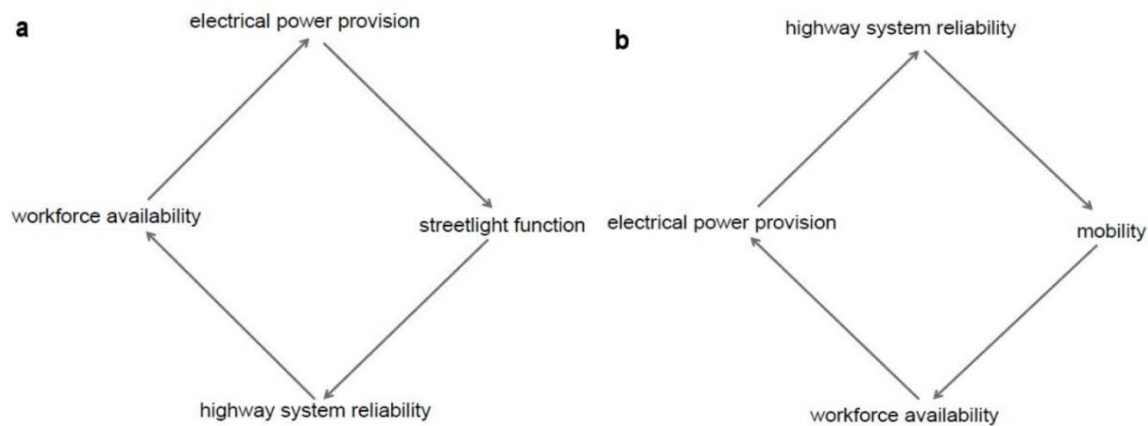 a
electrical power provision
workforce availability
streetlight function
highway system reliability
b
highway system reliability
electrical power provision
mobility
workforce availability